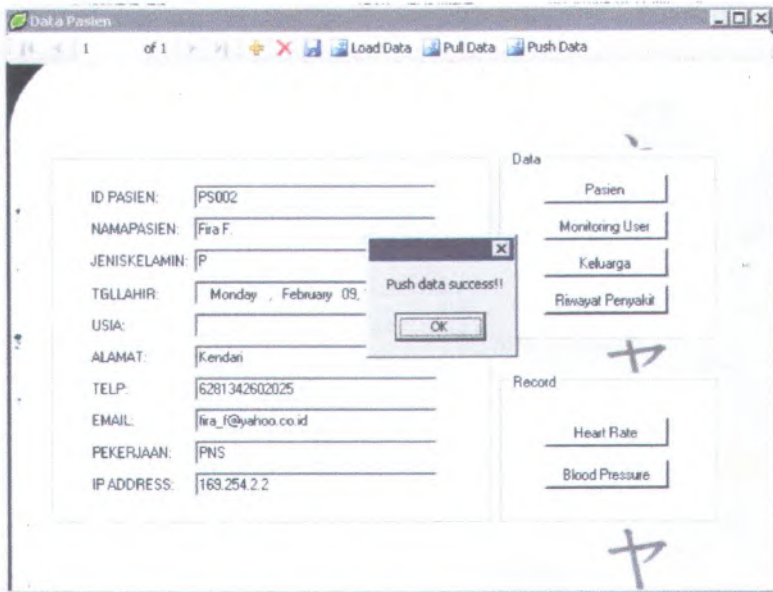 Data Pasien
1 of 1 Load Data Pull Data Push Data
Data
ID PASIEN: PS002
Pasien
NAMAPASIEN: Fira F.
Monitoring User
JENISKELAMIN: P
Keluarga
TGLLAHIR: Monday , February 09,
Riwayat Penyakit
USIA:
ALAMAT: Kendari
TELP: 6281342602025
EMAIL: fira_f@yahoo.co.id
PEKERJAAN: PNS
IP ADDRESS: 169.254.2.2
Push data success!!
OK
Record
Heart Rate
Blood Pressure
ヤ
ヤ